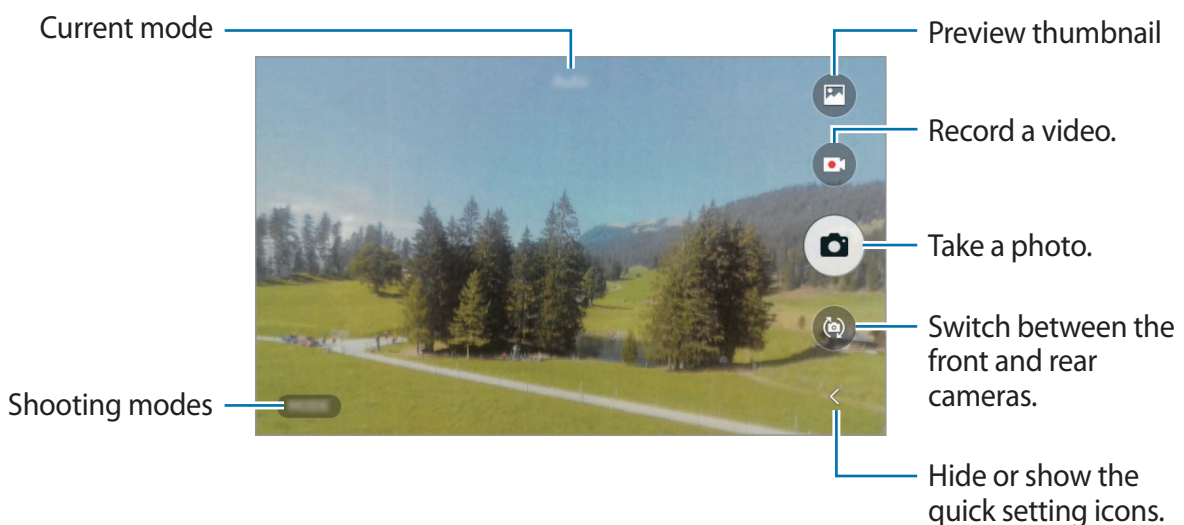 Current mode
Preview thumbnail
Record a video.
Take a photo.
Switch between the
front and rear
cameras.
Shooting modes
Hide or show the
quick setting icons.